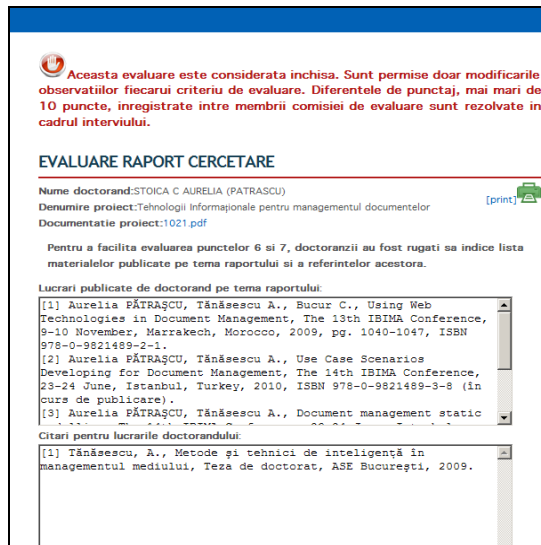 Aceasta evaluare este considerata inchisa. Sunt permise doar modificarile
observatiilor fiecarui criteriu de evaluare. Diferentele de punctaj, mai mari de
10 puncte, inregistrate intre membrii comisiei de evaluare sunt rezolvate in
cadrul interviului.
EVALUARE RAPORT CERCETARE
Nume doctorand:STOICA C AURELIA (PATRASCU)
Denumire proiect:Tehnologii Informaționale pentru managementul documentelor
[print]
Documentatie proiect:1021.pdf
Pentru a facilita evaluarea punctelor 6 si 7, doctoranzii au fost rugati sa indice lista
materialelor publicate pe tema raportului si a referintelor acestora.
Lucrari publicate de doctorand pe tema raportului:
[1] Aurelia PĂTRAŞCU, Tănăsescu A., Bucur C., Using Web
Technologies in Document Management, The 13th IBIMA Conference,
9-10 November, Marrakech, Morocco, 2009, pg. 1040-1047, ISBN
978-0-9821489-2-1.
[2] Aurelia PĂTRAŞCU, Tănăsescu A., Use Case Scenarios
Developing for Document Management, The 14th IBIMA Conference,
23-24 June, Istanbul, Turkey, 2010, ISBN 978-0-9821489-3-8 (în
curs de publicare).
[3] Aurelia PĂTRAŞCU, Tănăsescu A., Document management static
Citari pentru lucrarile doctorandului:
[1] Tănăsescu, A., Metode şi tehnici de inteligenţă în
managementul mediului, Teza de doctorat, ASE Bucureşti, 2009.